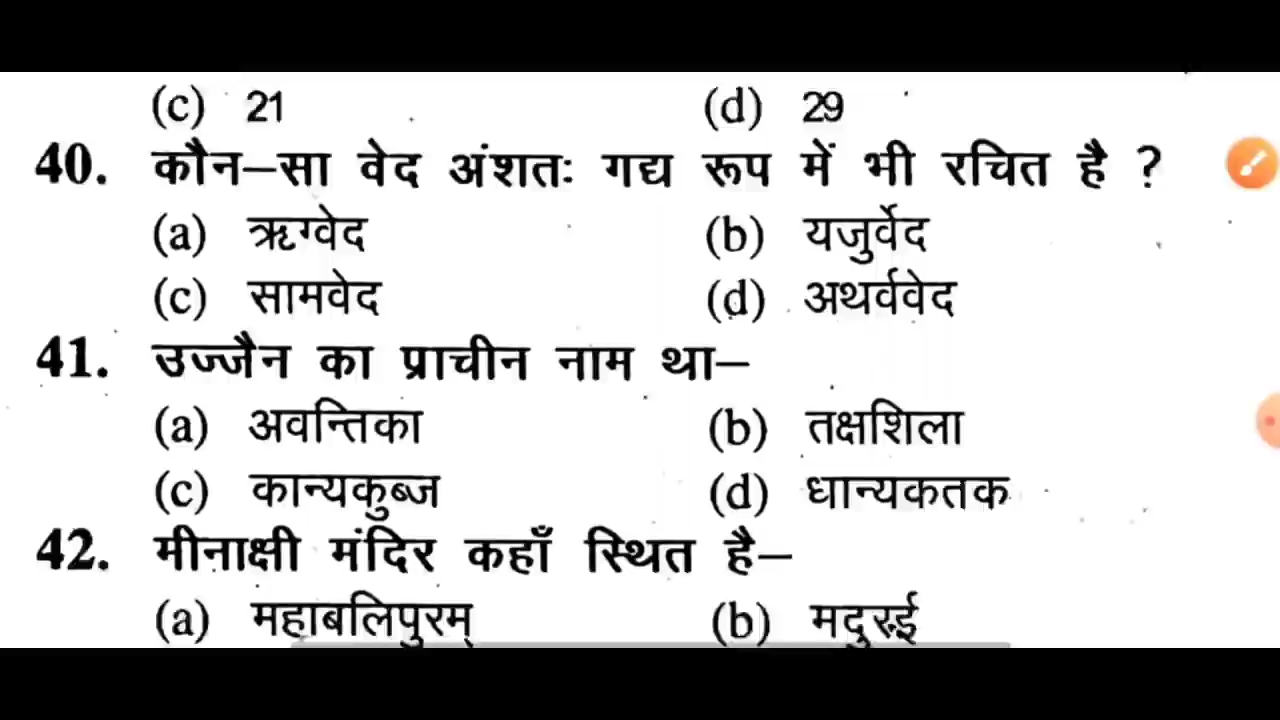 (c) 21 (d) 29
40. कौन-सा वेद अंशतः गद्य रूप में भी रचित है ?
(a) ऋग्वेद (b) यजुर्वेद
(c) सामवेद (d) अथर्ववेद
41. उज्जैन का प्राचीन नाम था–
(a) अवन्तिका (b) तक्षशिला
(c) कान्यकुब्ज (d) धान्यकतक
42. मीनाक्षी मंदिर कहाँ स्थित है–
(a) महाबलिपुरम् (b) मदुरई